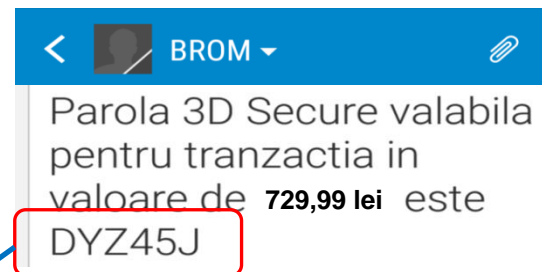 BROM
Parola 3D Secure valabila
pentru tranzactia in
valoare de 729,99 lei este
DYZ45J